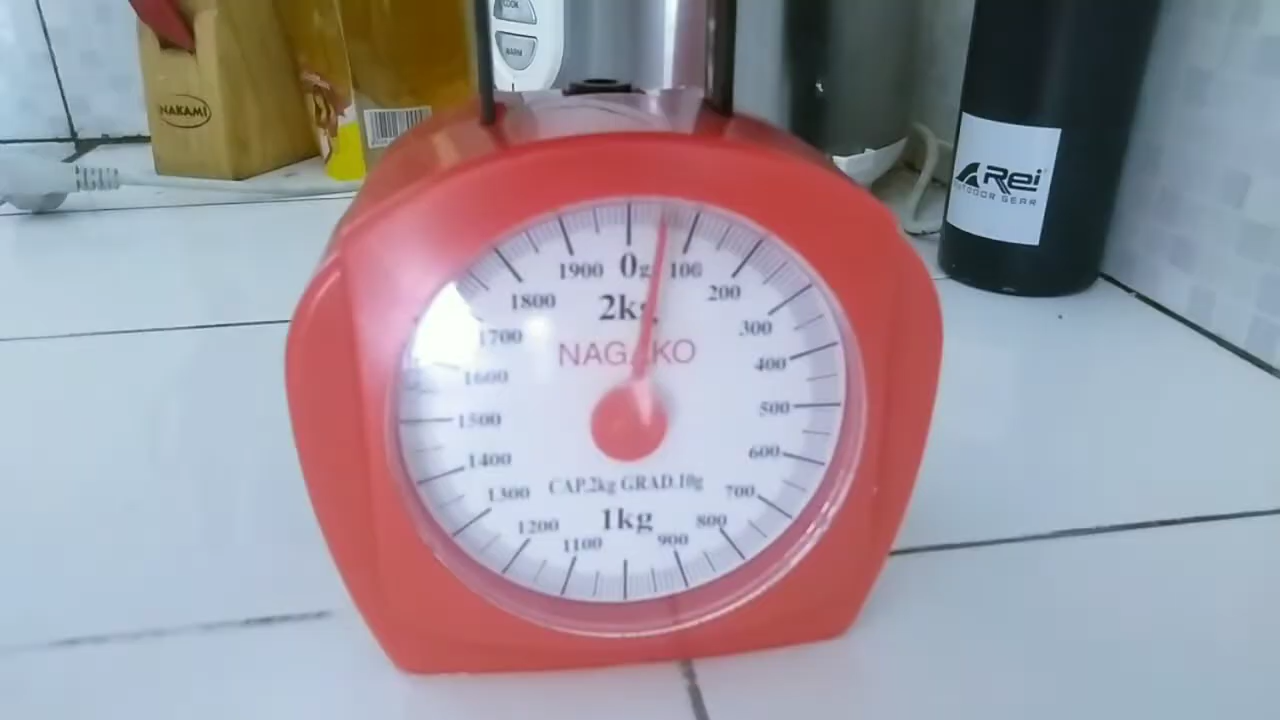 COOK
WARM
NAKAMI
Rei
OUTDOOR GEAR
0g
100
200
300
400
500
600
700
800
900
1kg
1100
1200
1300
1400
1500
1600
1700
1800
1900
2kg
NAGAKO
CAP.2kg GRAD.10g